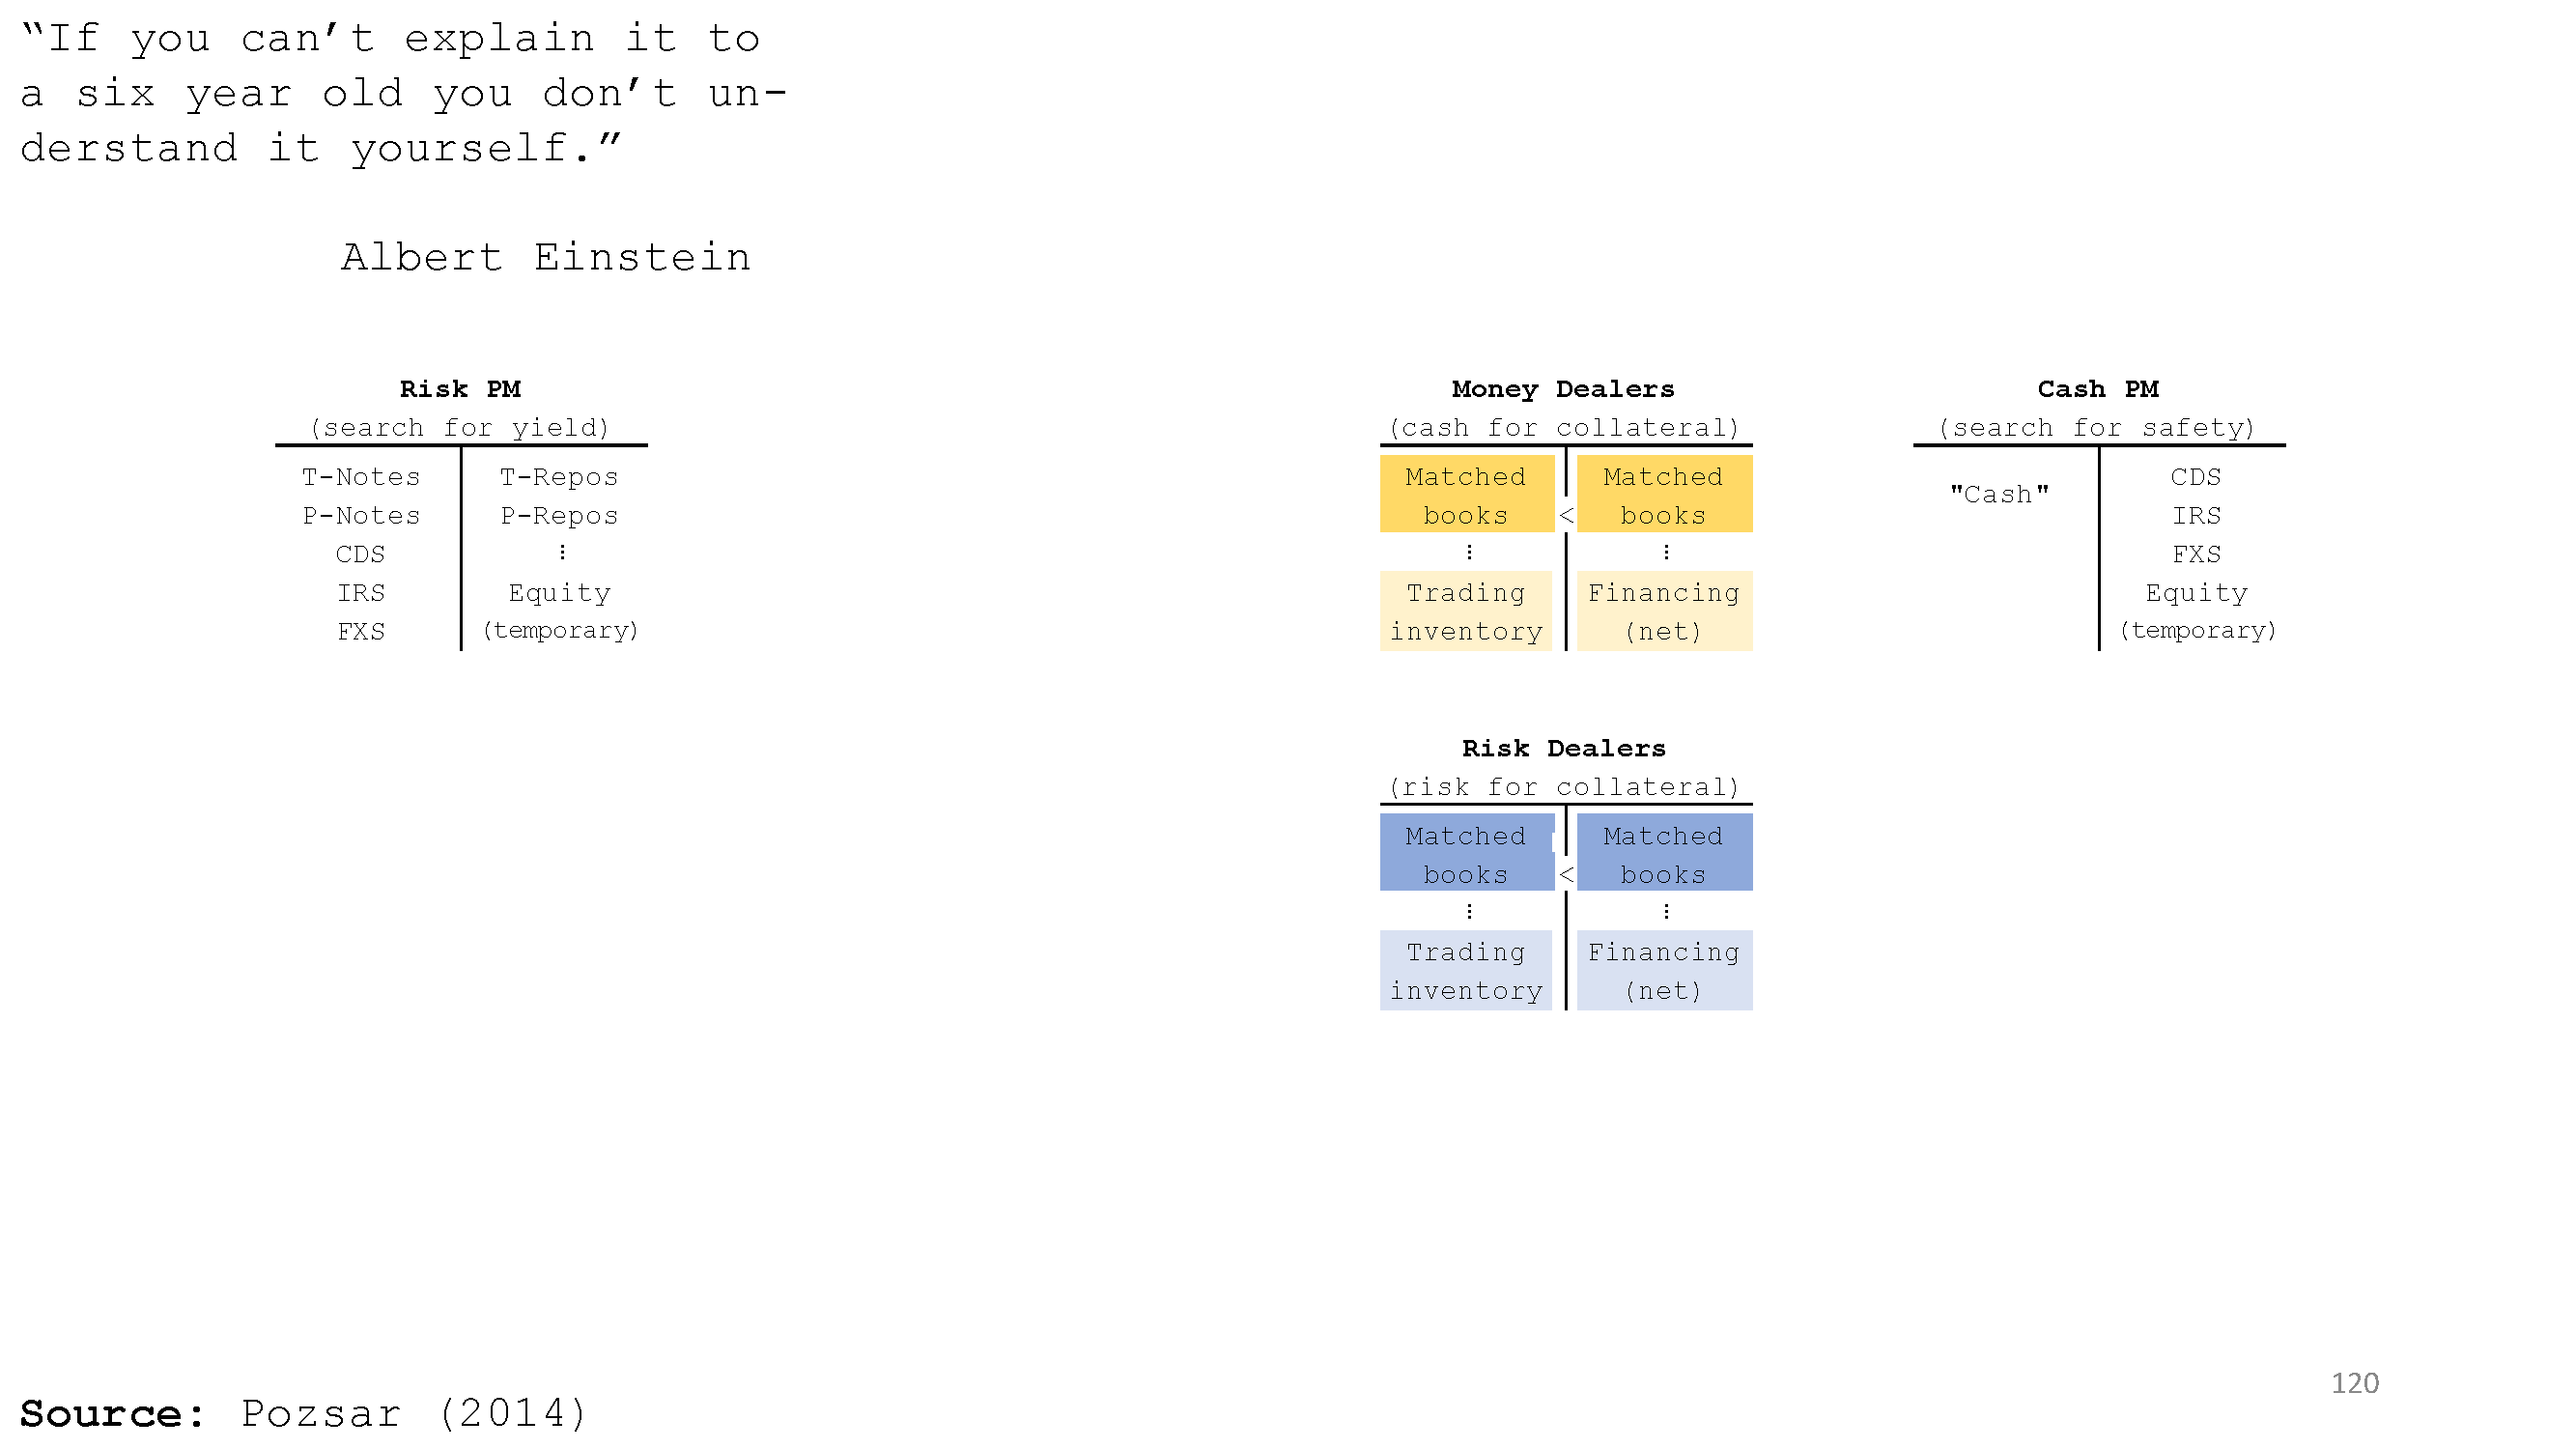 “If you can’t explain it to
a six year old you don’t un-
derstand it yourself.”
Albert Einstein
Risk PM
(search for yield)
T-Notes T-Repos
P-Notes P-Repos
CDS ⋮
IRS Equity
FXS (temporary)
Money Dealers
(cash for collateral)
Matched Matched
books < books
⋮ ⋮
Trading Financing
inventory (net)
Cash PM
(search for safety)
"Cash" CDS
IRS
FXS
Equity
(temporary)
Risk Dealers
(risk for collateral)
Matched Matched
books < books
⋮ ⋮
Trading Financing
inventory (net)
Source: Pozsar (2014)
120